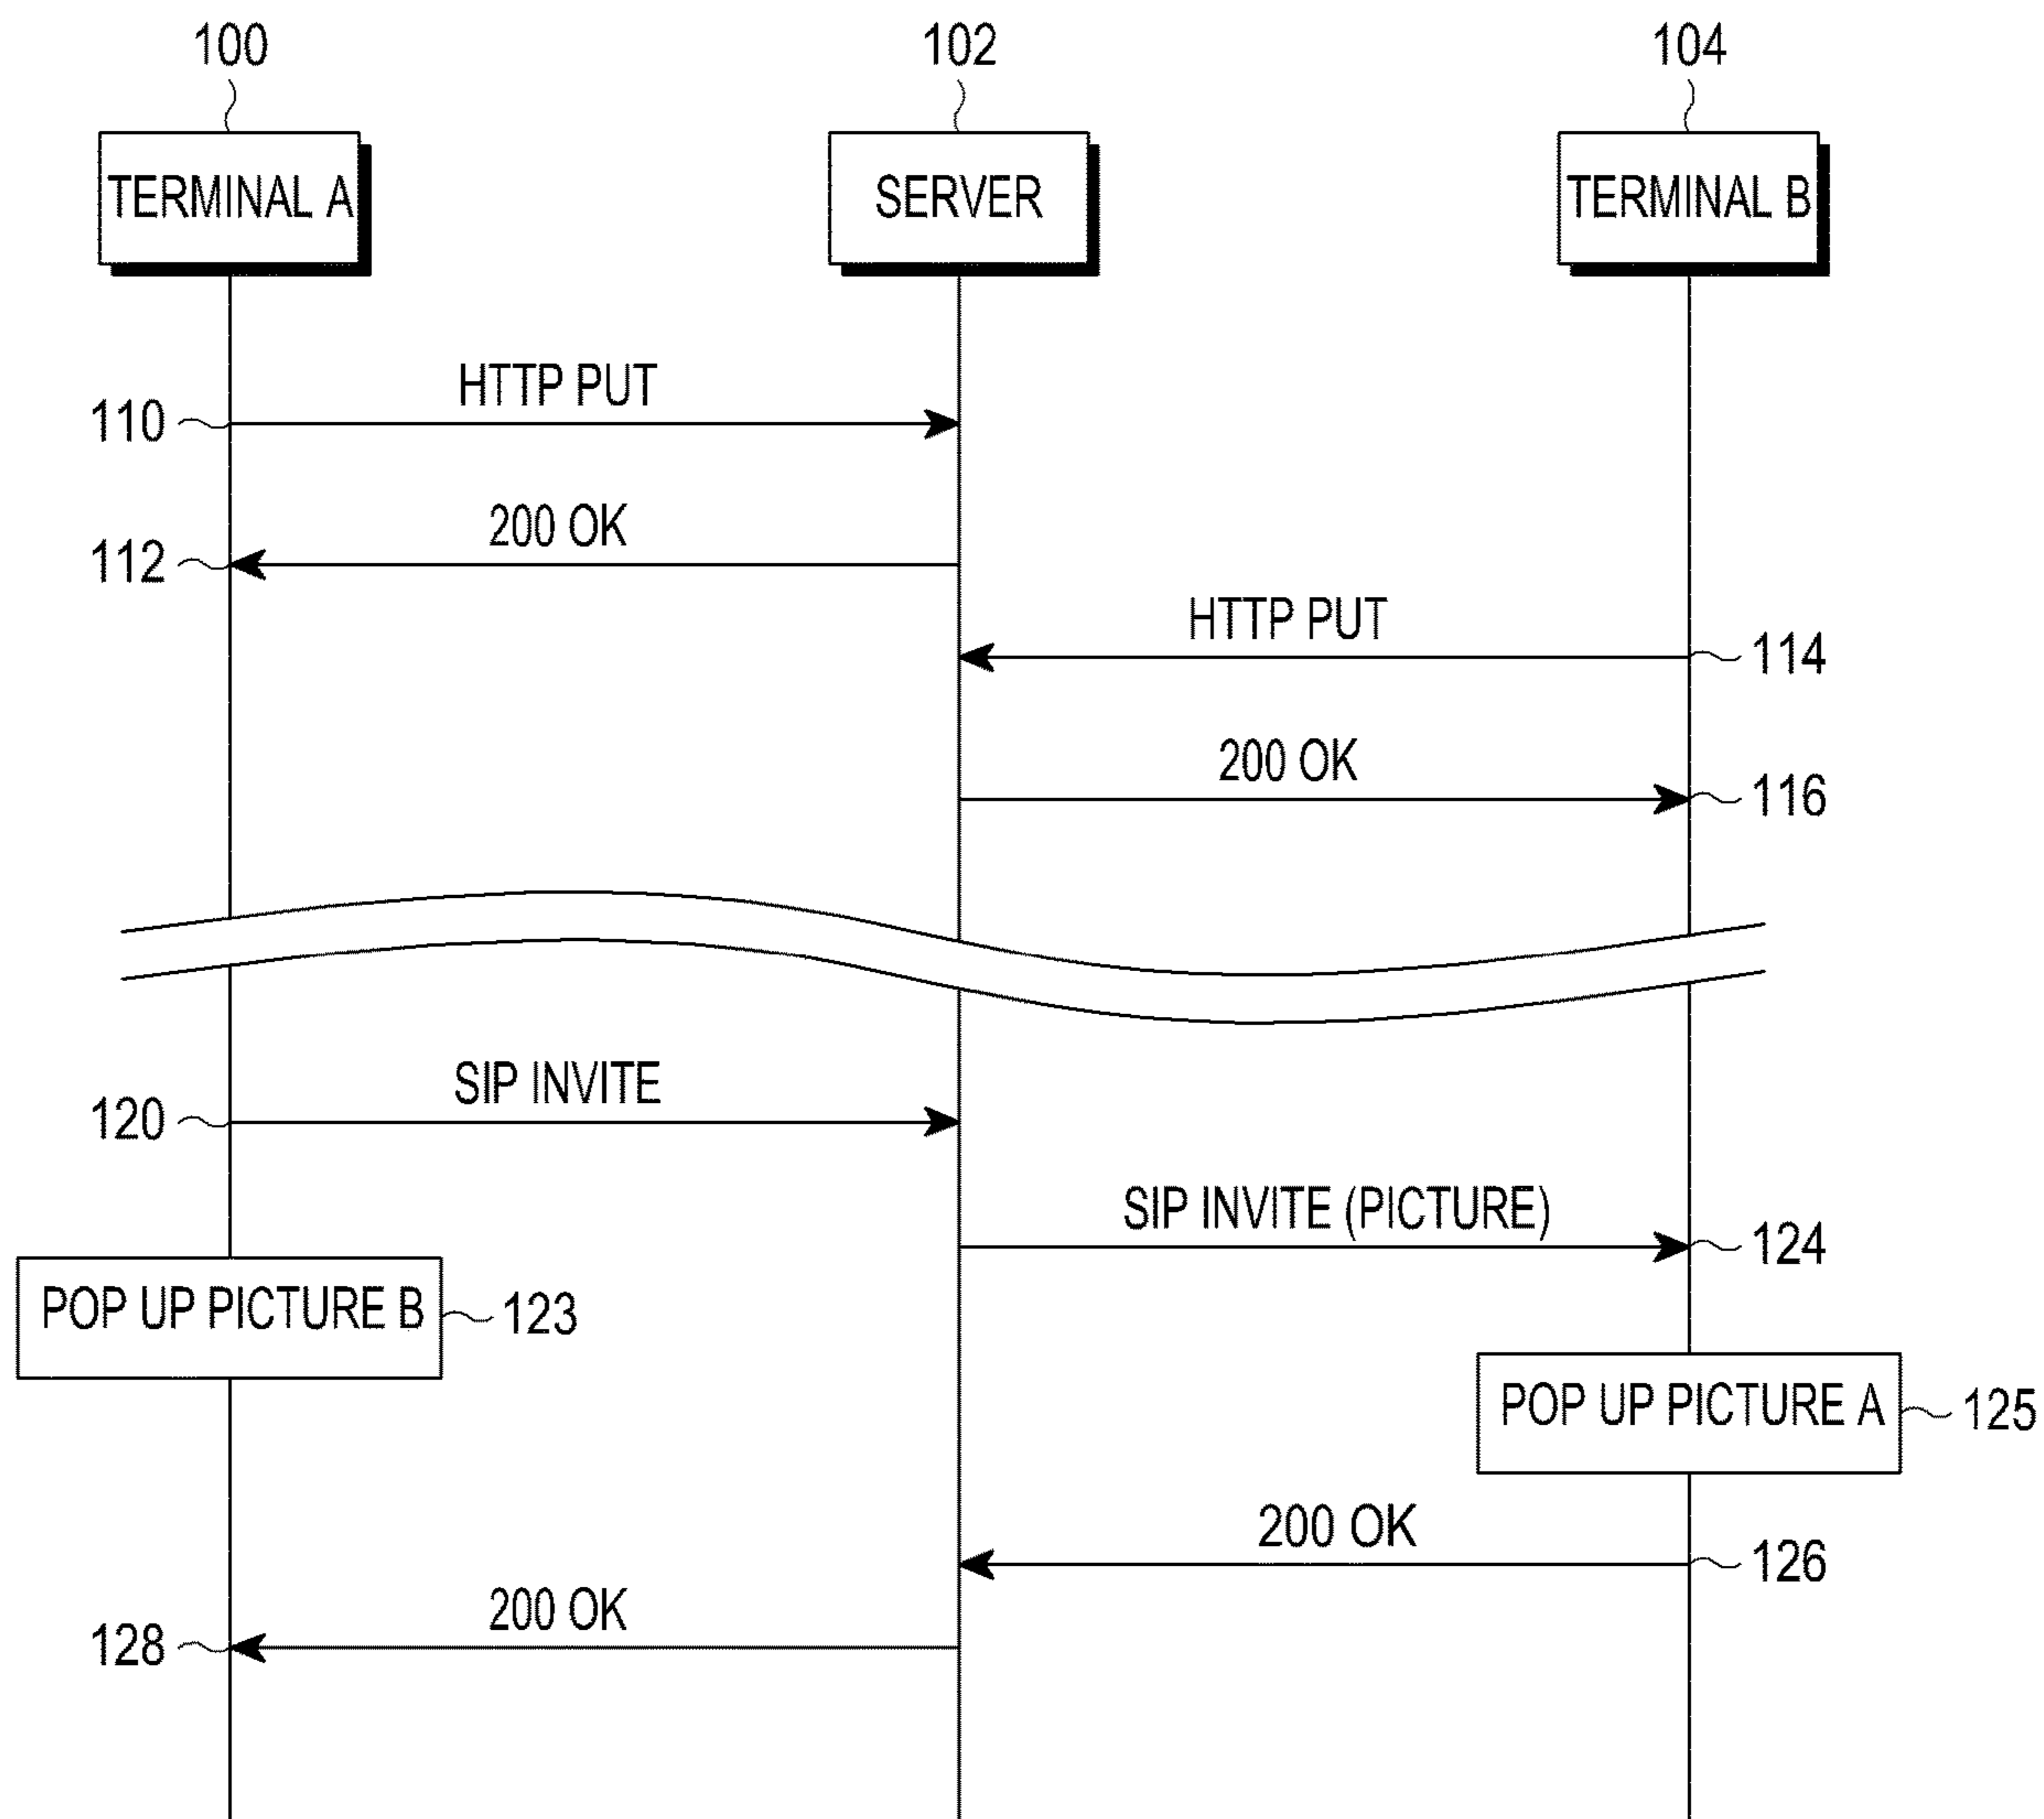 100
102
104
TERMINAL A
SERVER
TERMINAL B
HTTP PUT
110
200 OK
112
HTTP PUT
114
200 OK
116
SIP INVITE
120
SIP INVITE (PICTURE)
124
POP UP PICTURE B
123
POP UP PICTURE A
125
200 OK
126
200 OK
128